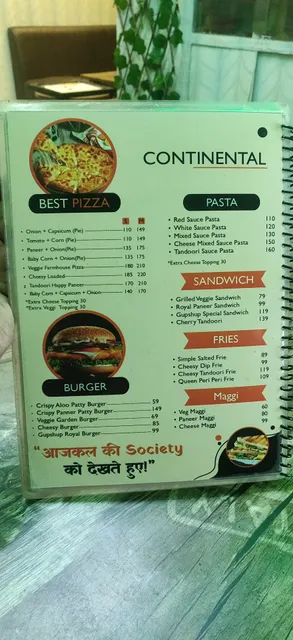 CONTINENTAL
BEST PIZZA
S M
Onion + Capsicum (Pie) 110 149
Tomato + Corn (Pie) 110 149
Paneer + Onion(Pie) 135 175
Baby Corn + Onion(Pie) 135 175
Veggie Farmhouse Pizza 180 210
Cheesy Loaded 185 220
Tandoori Happy Paneer 170 210
Baby Corn + Capsicum + Onion 140 170
*Extra Cheese Topping 30
*Extra Veggi Topping 30
BURGER
Crispy Aloo Patty Burger 59
Crispy Panner Patty Burger 149
Veggie Garden Burger 69
Cheesy Burger 85
Gupshup Royal Burger 99
PASTA
Red Sauce Pasta 110
White Sauce Pasta 120
Mixed Sauce Pasta 130
Cheese Mixed Sauce Pasta 150
Tandoori Sauce Pasta 160
*Extra Cheese Topping 30
SANDWICH
Grilled Veggie Sandwich 79
Royal Paneer Sandwich 99
Gupshup Special Sandwich 119
Cherry Tandoori 139
FRIES
Simple Salted Frie 89
Cheesy Dip Frie 99
Cheesy Tandoori Frie 119
Queen Peri Peri Frie 109
Maggi
Veg Maggi 60
Paneer Maggi 80
Cheese Maggi 99
"आजकल की Society
को देखते हुए!"